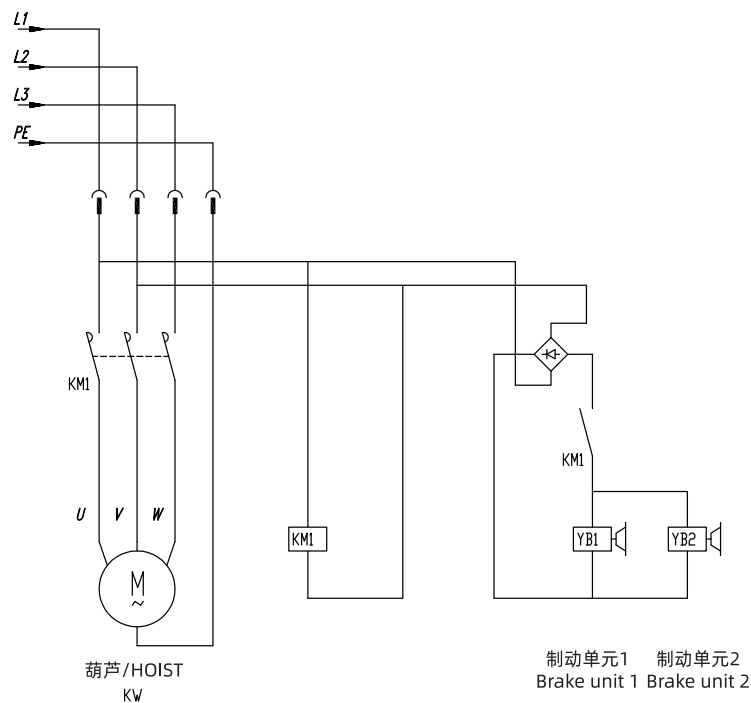 L1
L2
L3
PE
KM1
KM1
U V W
KM1
YB1
YB2
M
~
葫芦/HOIST
KW
制动单元1 制动单元2
Brake unit 1 Brake unit 2